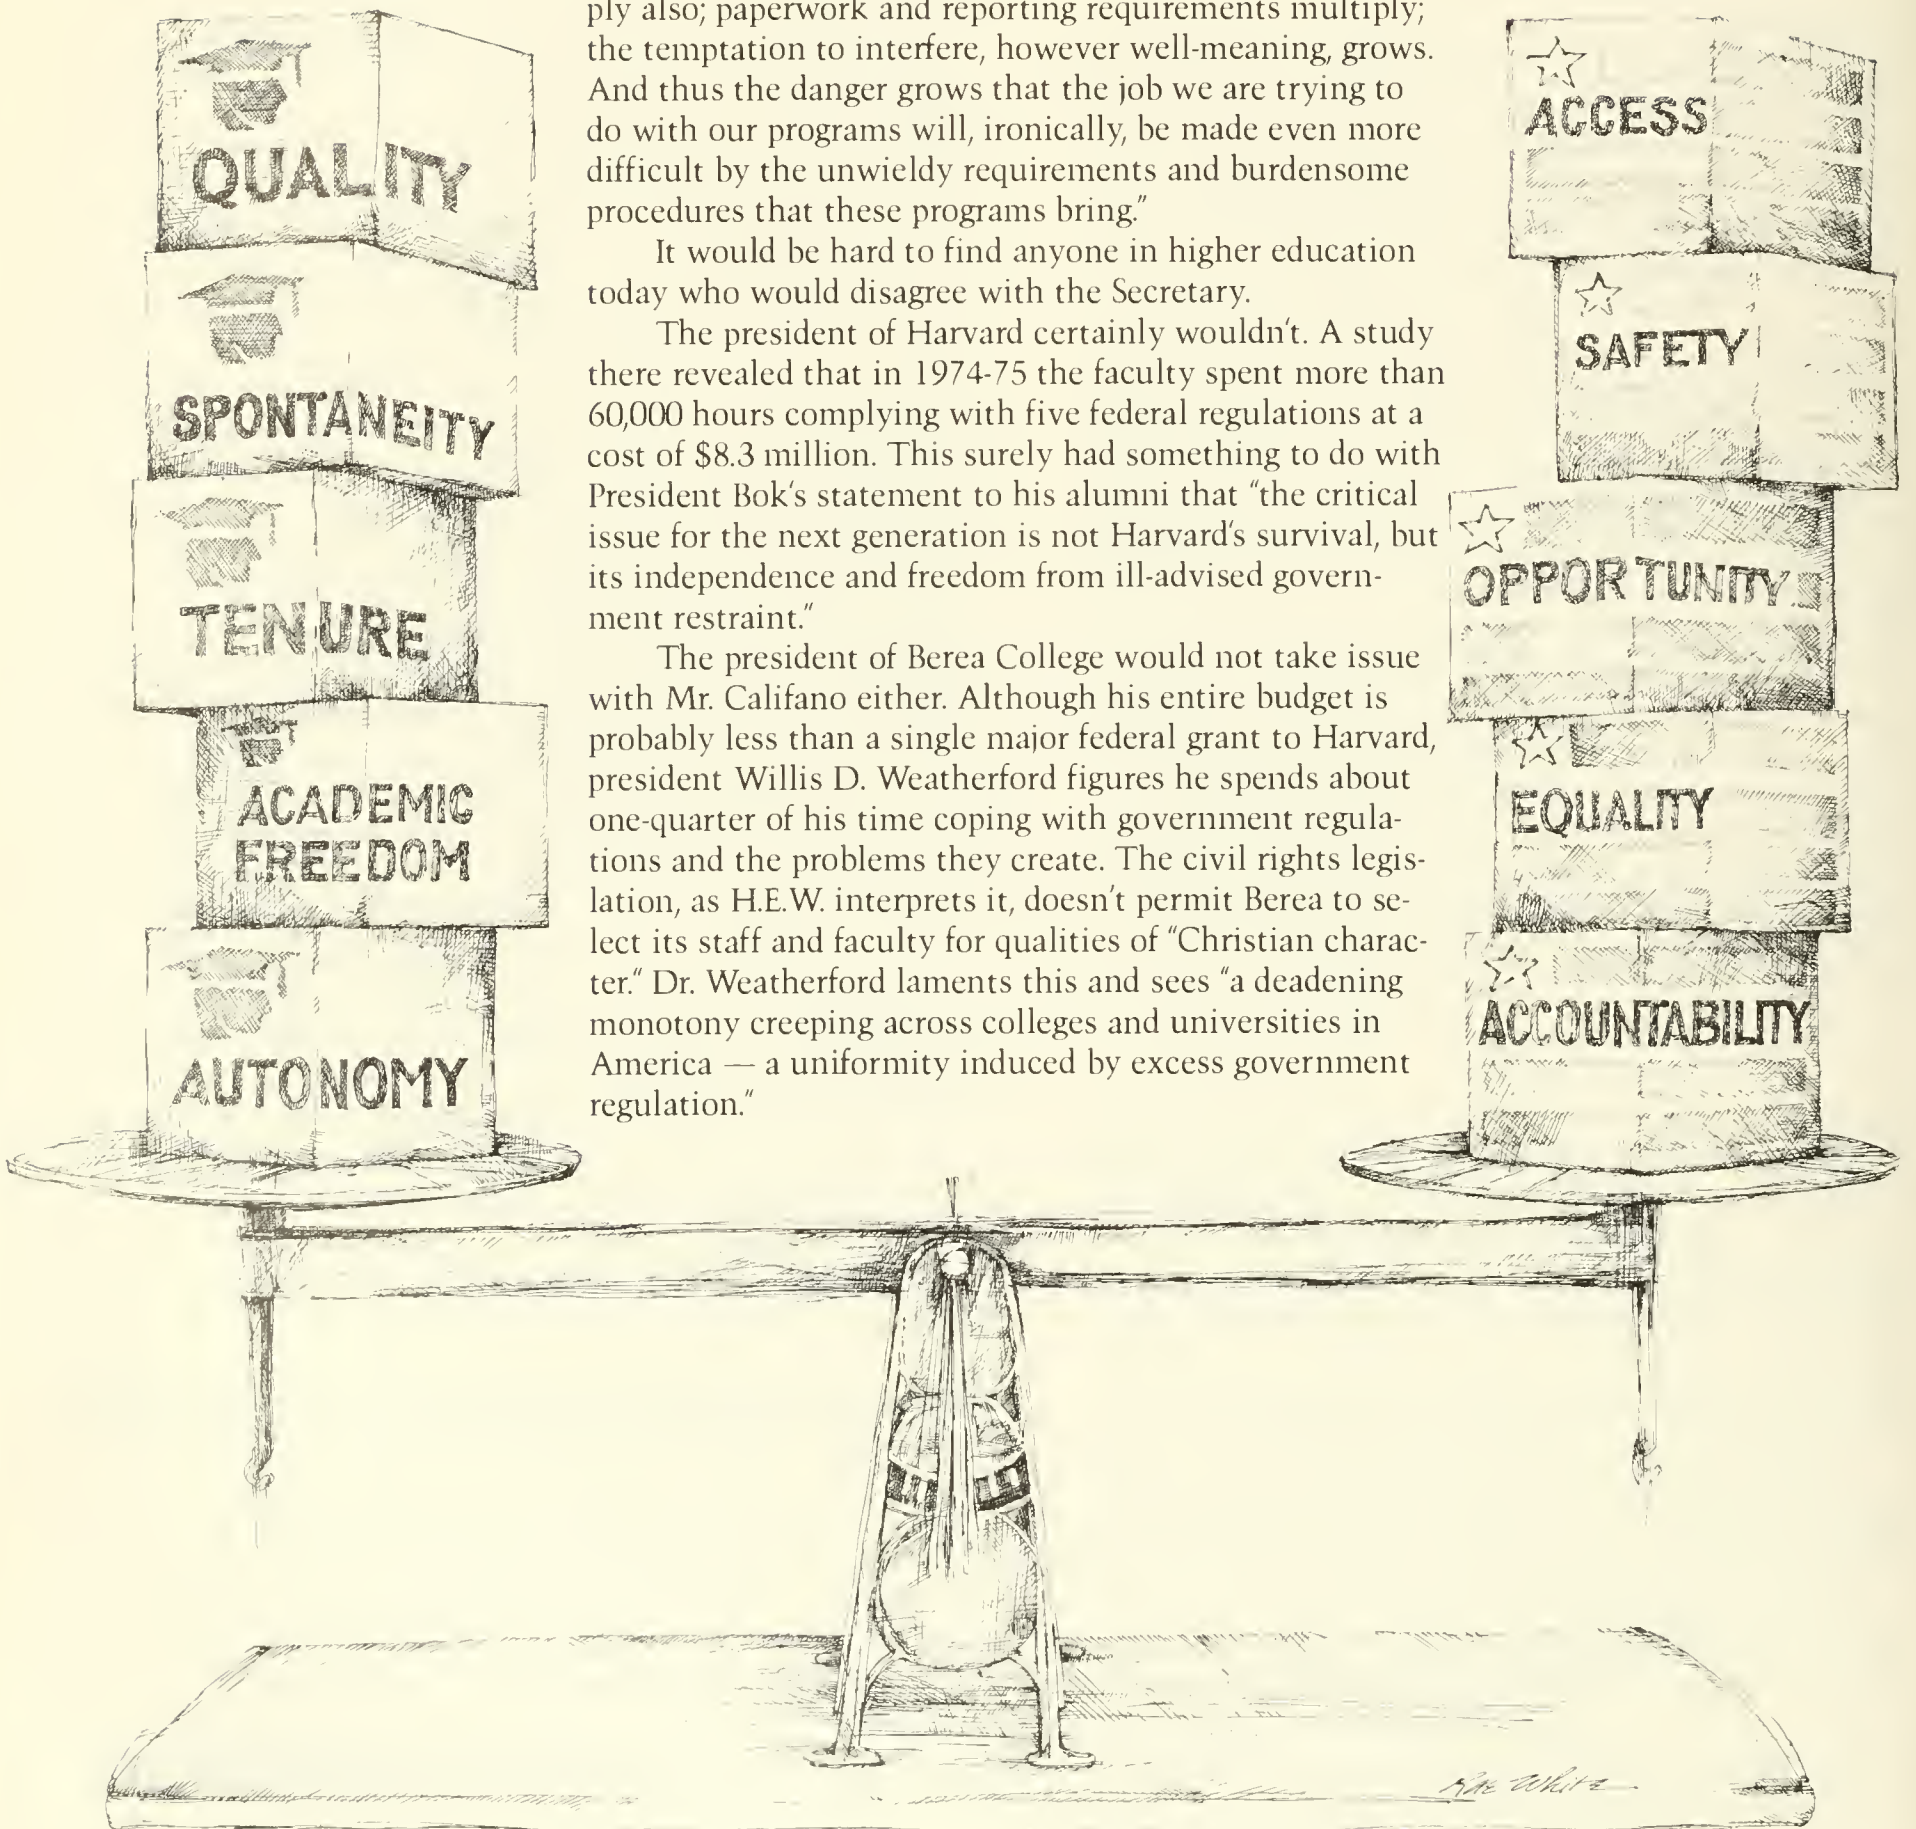 ply also; paperwork and reporting requirements multiply;
the temptation to interfere, however well-meaning, grows.
And thus the danger grows that the job we are trying to
do with our programs will, ironically, be made even more
difficult by the unwieldy requirements and burdensome
procedures that these programs bring."
It would be hard to find anyone in higher education
today who would disagree with the Secretary.
The president of Harvard certainly wouldn't. A study
there revealed that in 1974-75 the faculty spent more than
60,000 hours complying with five federal regulations at a
cost of $8.3 million. This surely had something to do with
President Bok's statement to his alumni that "the critical
issue for the next generation is not Harvard's survival, but
its independence and freedom from ill-advised govern-
ment restraint."
The president of Berea College would not take issue
with Mr. Califano either. Although his entire budget is
probably less than a single major federal grant to Harvard,
president Willis D. Weatherford figures he spends about
one-quarter of his time coping with government regula-
tions and the problems they create. The civil rights legis-
lation, as H.E.W. interprets it, doesn't permit Berea to se-
lect its staff and faculty for qualities of "Christian charac-
ter." Dr. Weatherford laments this and sees "a deadening
monotony creeping across colleges and universities in
America — a uniformity induced by excess government
regulation."
QUALITY
SPONTANEITY
TENURE
ACADEMIC
FREEDOM
AUTONOMY
ACCESS
SAFETY
OPPORTUNITY
EQUALITY
ACCOUNTABILITY
Rae White